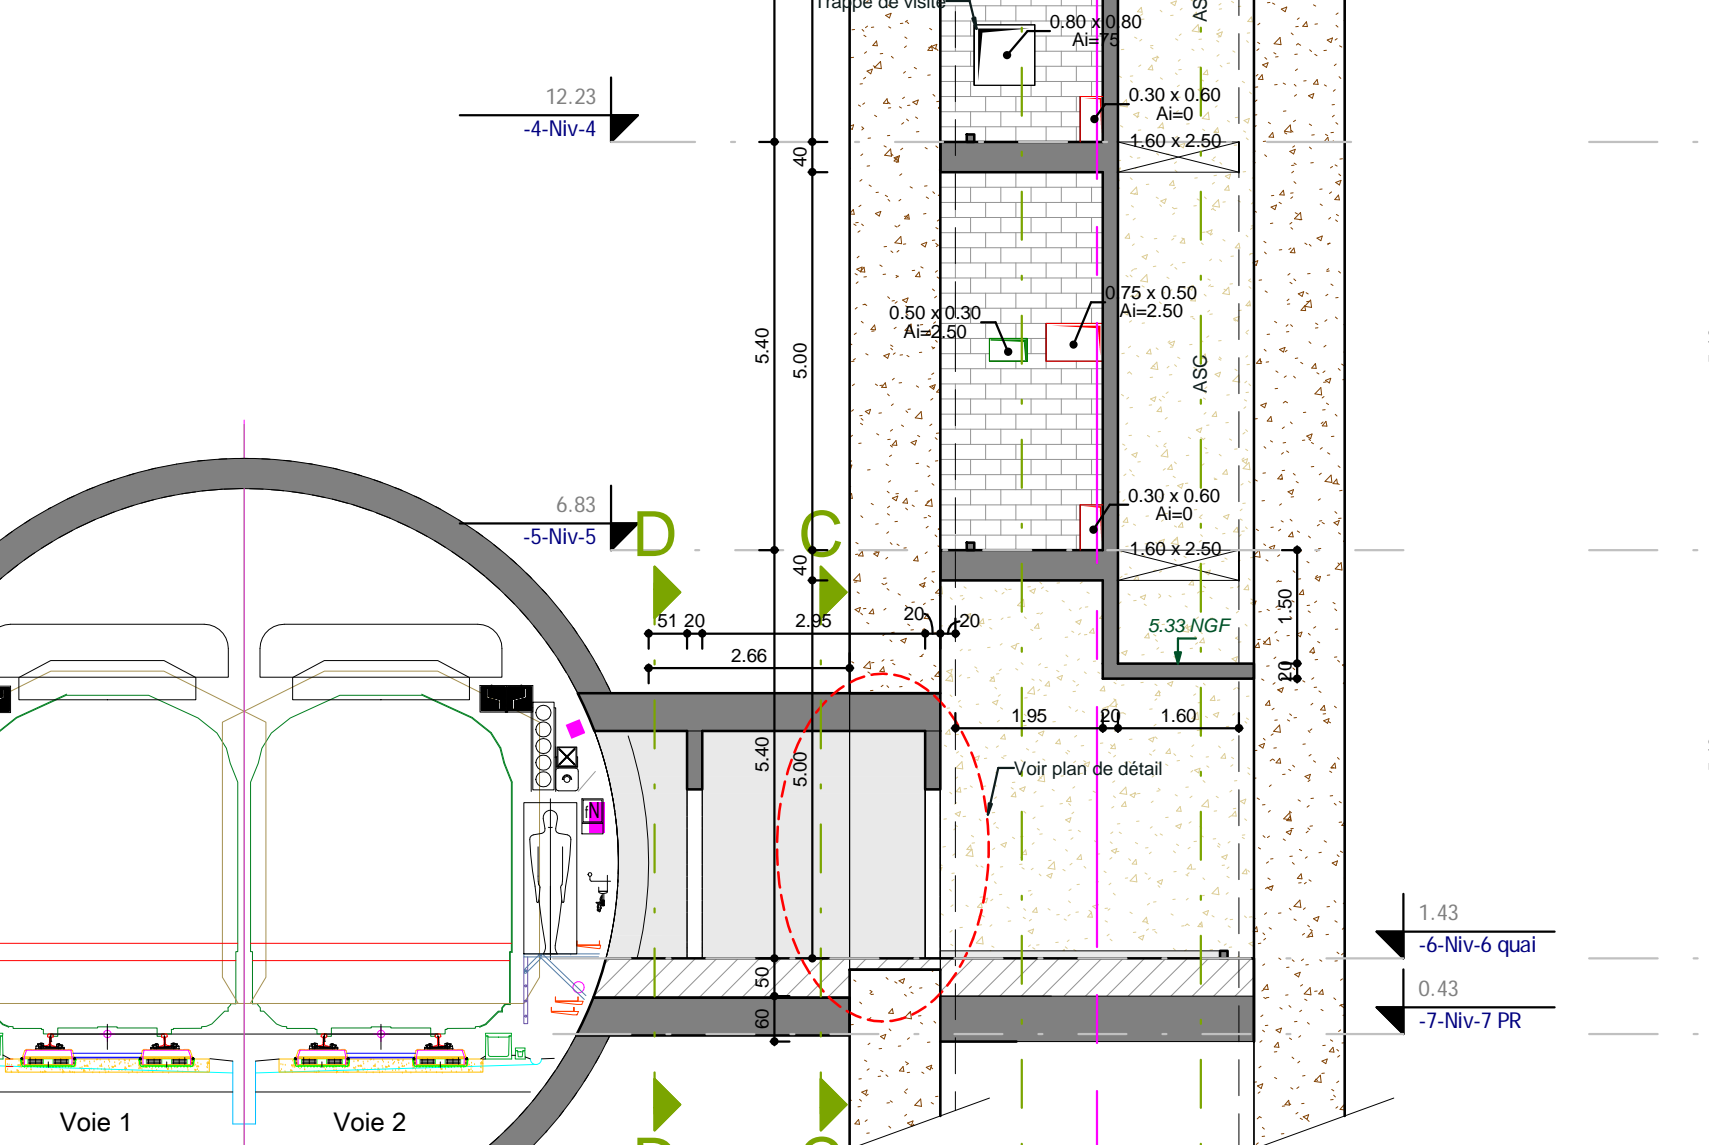 Trappe de visite
0.80 x 0.80
Ai=75
12.23
-4-Niv-4
0.30 x 0.60
Ai=0
1.60 x 2.50
40
0.75 x 0.50
Ai=2.50
0.50 x 0.30
Ai=2.50
5.40
5.00
ASC
6.83
-5-Niv-5
D
C
0.30 x 0.60
Ai=0
1.60 x 2.50
40
1.50
5.33 NGF
51
20
2.95
20
20
2.66
20
1.95
20
1.60
5.40
5.00
Voir plan de détail
1.43
-6-Niv-6 quai
50
0.43
-7-Niv-7 PR
60
Voie 1
Voie 2